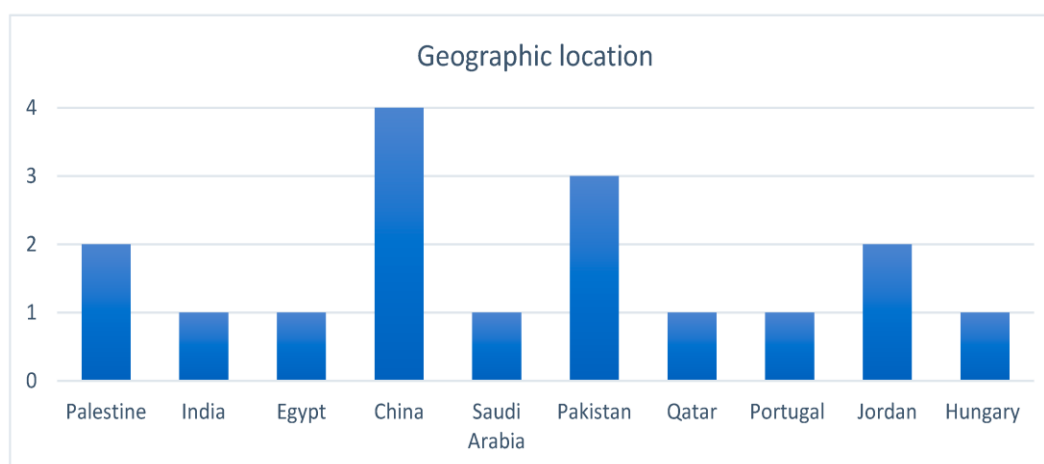 Geographic location
4
3
2
1
0
Palestine
India
Egypt
China
Saudi
Arabia
Pakistan
Qatar
Portugal
Jordan
Hungary